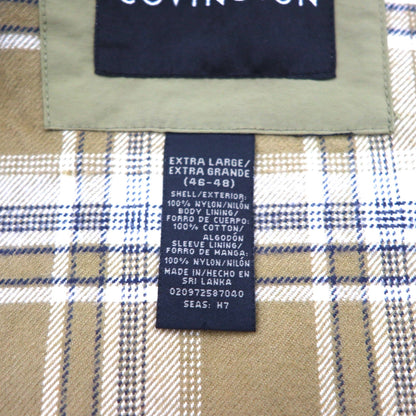 COVINGTON
EXTRA LARGE/
EXTRA GRANDE
(46-48)
SHELL/EXTERIOR:
100% NYLON/NILÓN
BODY LINING/
FORRO DE CUERPO:
100% COTTON/
ALGODÓN
SLEEVE LINING/
FORRO DE MANGA:
100% NYLON/NILÓN
MADE IN/HECHO EN
SRI LANKA
020972587040
SEAS: H7